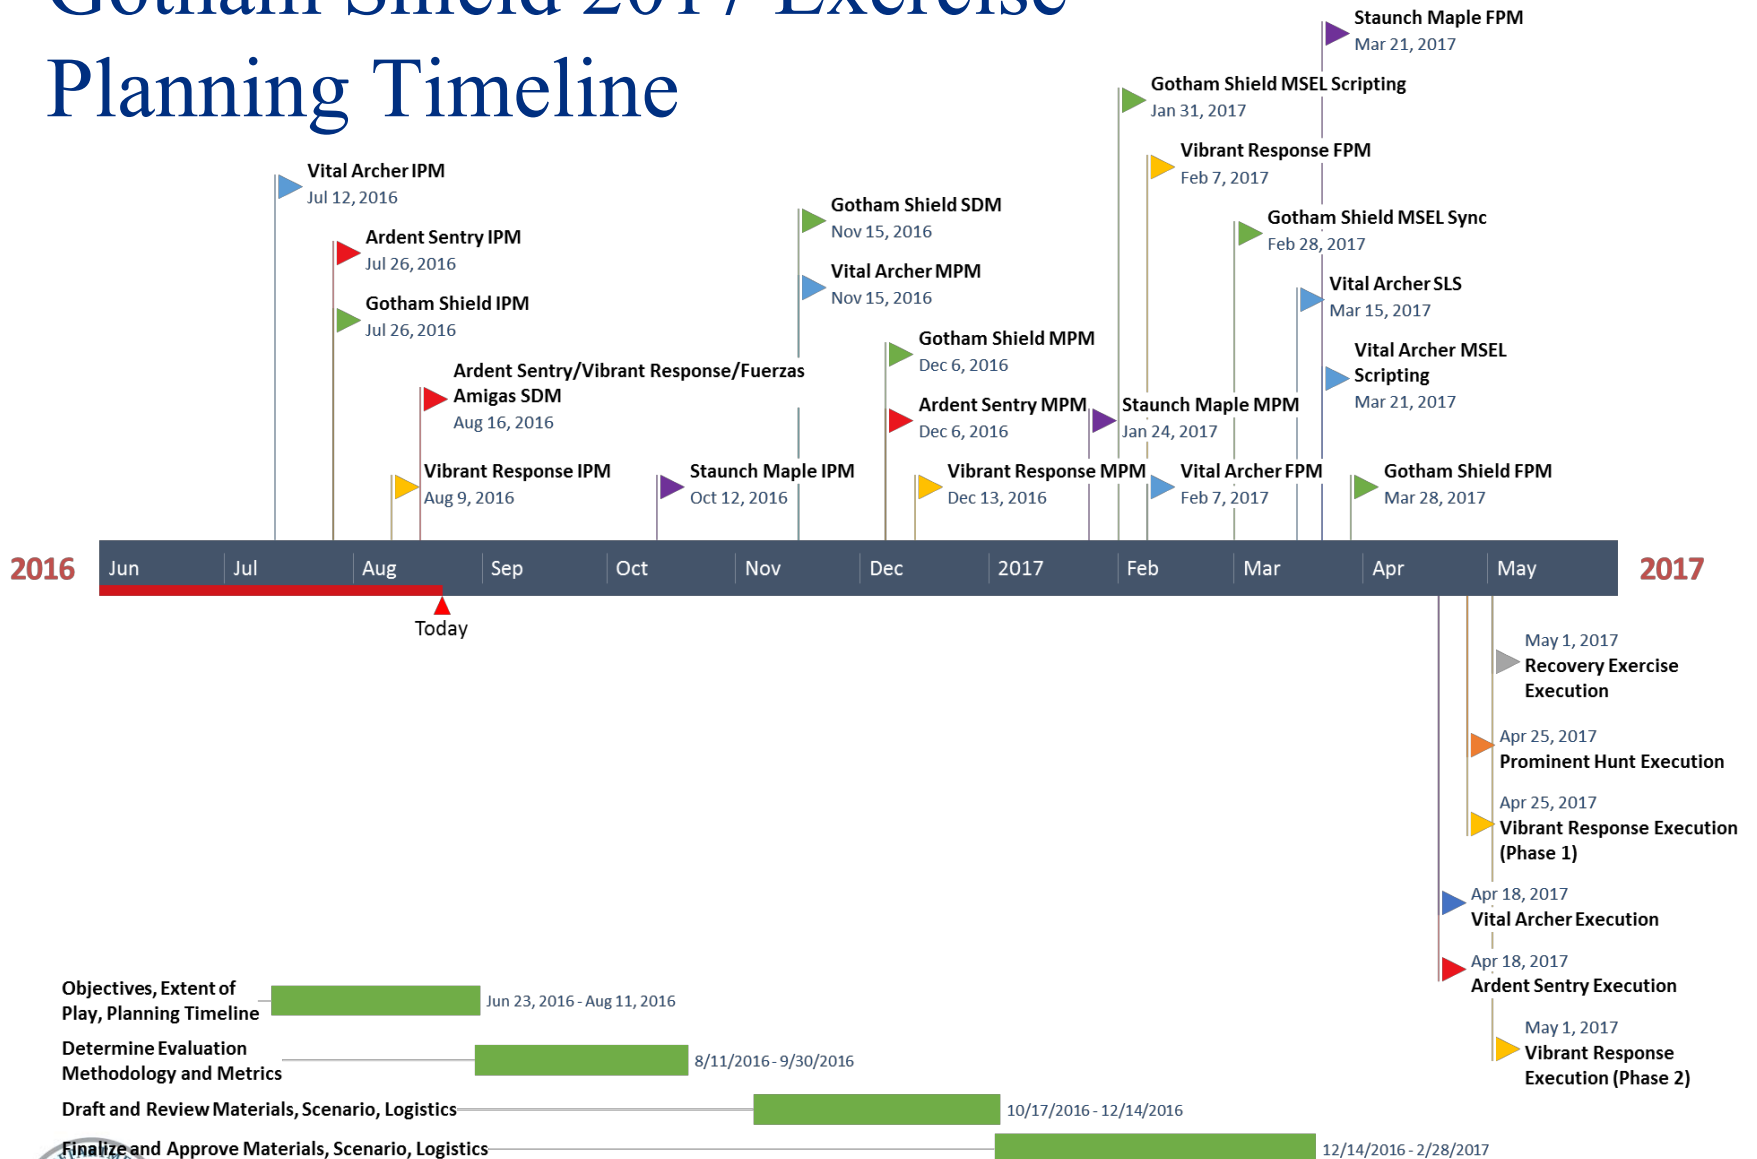 Gotham Shield 2017 Exercise
Planning Timeline
Staunch Maple FPM
Mar 21, 2017
Gotham Shield MSEL Scripting
Jan 31, 2017
Vibrant Response FPM
Feb 7, 2017
Vital Archer IPM
Jul 12, 2016
Gotham Shield SDM
Nov 15, 2016
Gotham Shield MSEL Sync
Feb 28, 2017
Ardent Sentry IPM
Jul 26, 2016
Vital Archer MPM
Nov 15, 2016
Vital Archer SLS
Mar 15, 2017
Gotham Shield IPM
Jul 26, 2016
Gotham Shield MPM
Dec 6, 2016
Vital Archer MSEL
Scripting
Mar 21, 2017
Ardent Sentry/Vibrant Response/Fuerzas
Amigas SDM
Aug 16, 2016
Ardent Sentry MPM
Dec 6, 2016
Staunch Maple MPM
Jan 24, 2017
Vibrant Response IPM
Aug 9, 2016
Staunch Maple IPM
Oct 12, 2016
Vibrant Response MPM
Dec 13, 2016
Vital Archer FPM
Feb 7, 2017
Gotham Shield FPM
Mar 28, 2017
2016 Jun Jul Aug Sep Oct Nov Dec 2017 Feb Mar Apr May 2017
Today
May 1, 2017
Recovery Exercise
Execution
Apr 25, 2017
Prominent Hunt Execution
Apr 25, 2017
Vibrant Response Execution
(Phase 1)
Apr 18, 2017
Vital Archer Execution
Apr 18, 2017
Ardent Sentry Execution
May 1, 2017
Vibrant Response
Execution (Phase 2)
Objectives, Extent of
Play, Planning Timeline
Jun 23, 2016 - Aug 11, 2016
Determine Evaluation
Methodology and Metrics
8/11/2016 - 9/30/2016
Draft and Review Materials, Scenario, Logistics
10/17/2016 - 12/14/2016
Finalize and Approve Materials, Scenario, Logistics
12/14/2016 - 2/28/2017